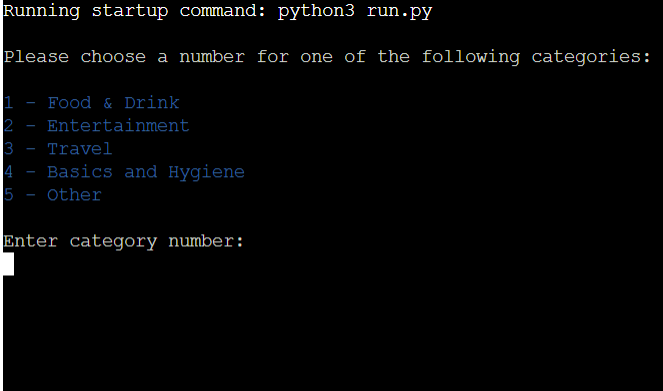 Running startup command: python3 run.py
Please choose a number for one of the following categories:
1 - Food & Drink
2 - Entertainment
3 - Travel
4 - Basics and Hygiene
5 - Other
Enter category number: